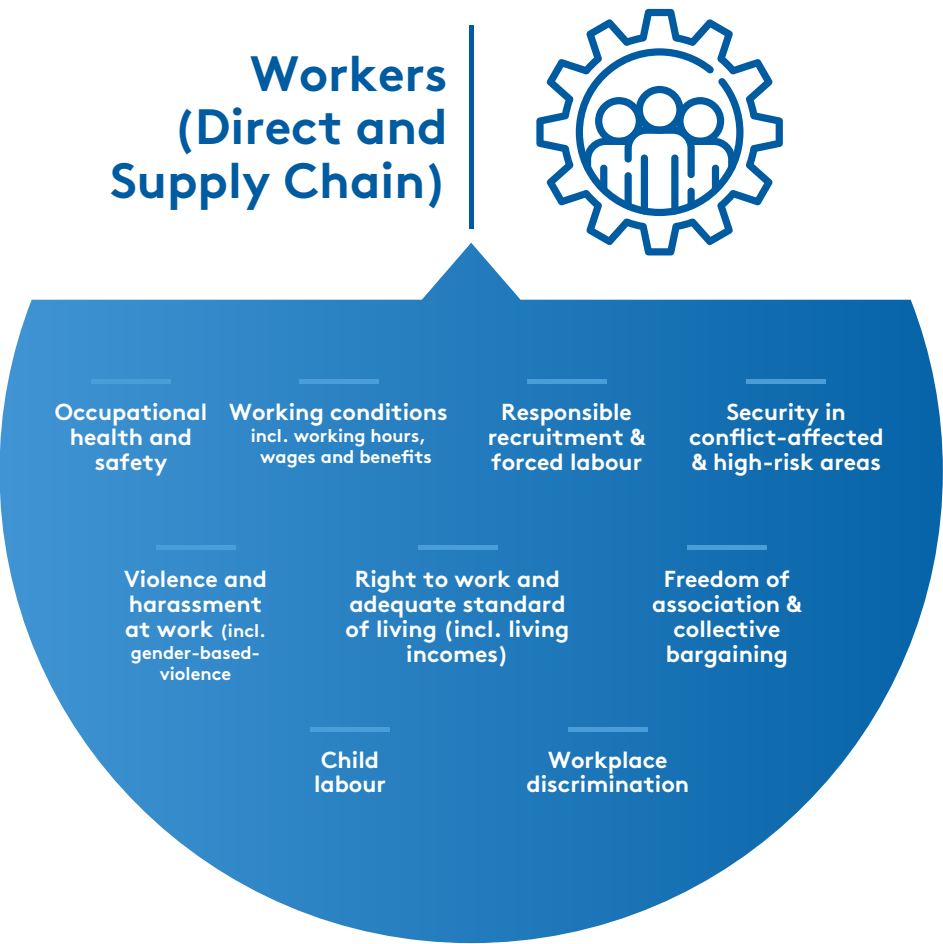 Workers
(Direct and
Supply Chain)
Occupational
health and
safety
Working conditions
incl. working hours,
wages and benefits
Responsible
recruitment &
forced labour
Security in
conflict-affected
& high-risk areas
Violence and
harassment
at work (incl.
gender-based-
violence
Right to work and
adequate standard
of living (incl. living
incomes)
Freedom of
association &
collective
bargaining
Child
labour
Workplace
discrimination